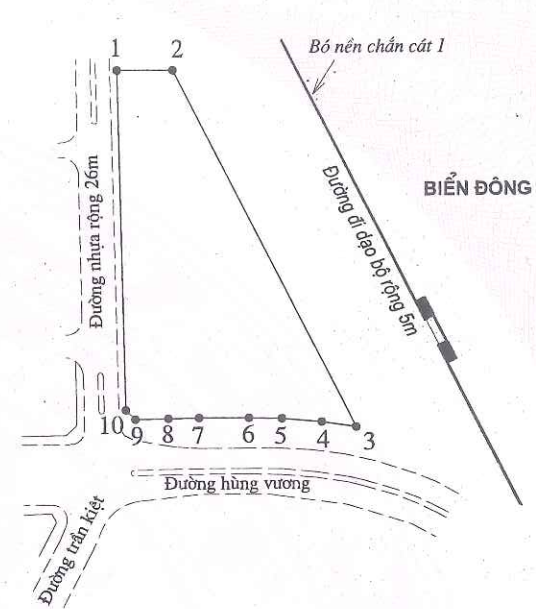 1
2
Bó nền chắn cát 1
Đường nhựa rộng 26m
Đường đi dạo bộ rộng 5m
BIỂN ĐÔNG
10
9
8
7
6
5
4
3
Đường hùng vương
Đường trần kiệt